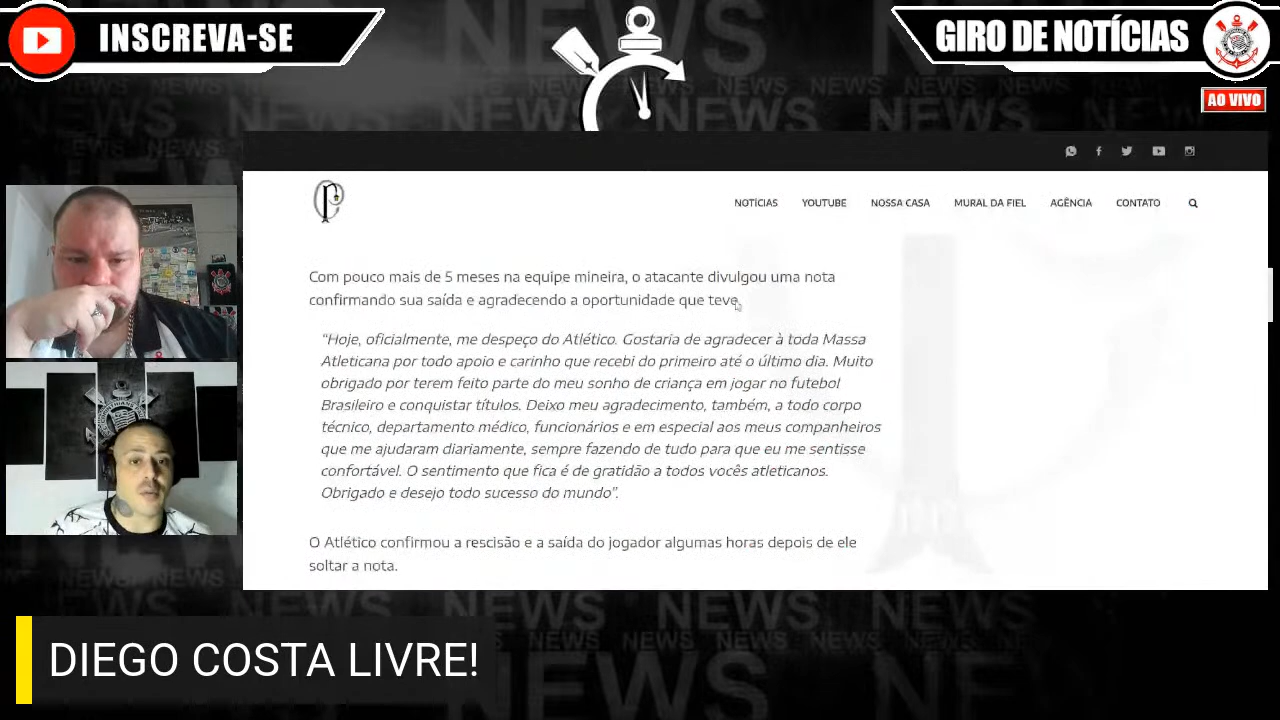 INSCREVA-SE
GIRO DE NOTÍCIAS
AO VIVO
NOTÍCIAS YOUTUBE NOSSA CASA MURAL DA FIEL AGÊNCIA CONTATO
Com pouco mais de 5 meses na equipe mineira, o atacante divulgou uma nota
confirmando sua saída e agradecendo a oportunidade que teve.
“Hoje, oficialmente, me despeço do Atlético. Gostaria de agradecer à toda Massa
Atleticana por todo apoio e carinho que recebi do primeiro até o último dia. Muito
obrigado por terem feito parte do meu sonho de criança em jogar no futebol
Brasileiro e conquistar títulos. Deixo meu agradecimento, também, a todo corpo
técnico, departamento médico, funcionários e em especial aos meus companheiros
que me ajudaram diariamente, sempre fazendo de tudo para que eu me sentisse
confortável. O sentimento que fica é de gratidão a todos vocês atleticanos.
Obrigado e desejo todo sucesso do mundo”.
O Atlético confirmou a rescisão e a saída do jogador algumas horas depois de ele
soltar a nota.
NEWS NEWS NEWS
DIEGO COSTA LIVRE!